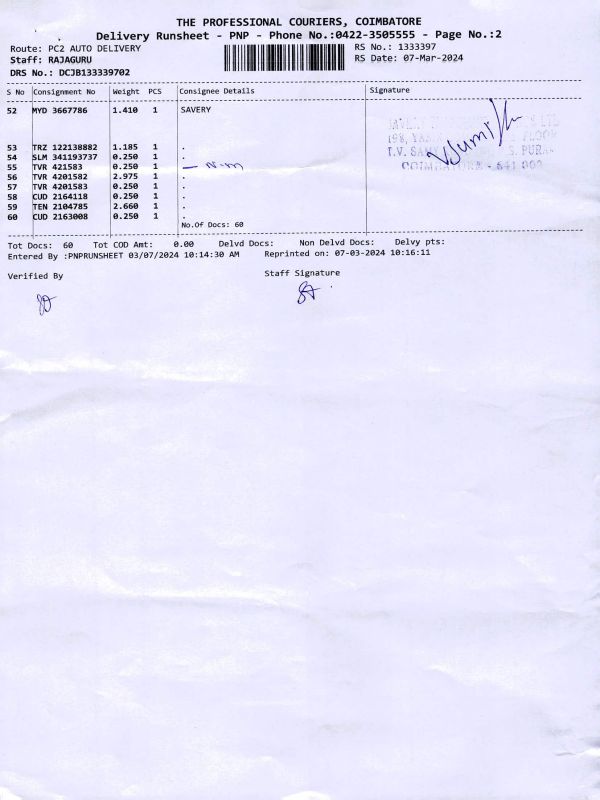 THE PROFESSIONAL COURIERS, COIMBATORE
Delivery Runsheet - PNP - Phone No.:0422-3505555 - Page No.:2
Route: PC2 AUTO DELIVERY
Staff: RAJAGURU
DRS No.: DCJB133339702
RS No.: 1333397
RS Date: 07-Mar-2024
S No Consignment No Weight PCS Consignee Details Signature
52 MYD 3667786 1.410 1 SAVERY
53 TRZ 122138882 1.185 1 .
54 SLM 341193737 0.250 1 .
55 TVR 421583 0.250 1 . — N.m
56 TVR 4201582 2.975 1 .
57 TVR 4201583 0.250 1 .
58 CUD 2164118 0.250 1 .
59 TEN 2104785 2.660 1 .
60 CUD 2163008 0.250 1 .
FLOOR
T.V. S. PURAM
COIMBATORE - 641 002
No.Of Docs: 60
Tot Docs: 60 Tot COD Amt: 0.00 Delvd Docs: Non Delvd Docs: Delvy pts:
Entered By :PNPRUNSHEET 03/07/2024 10:14:30 AM Reprinted on: 07-03-2024 10:16:11
Verified By
Staff Signature